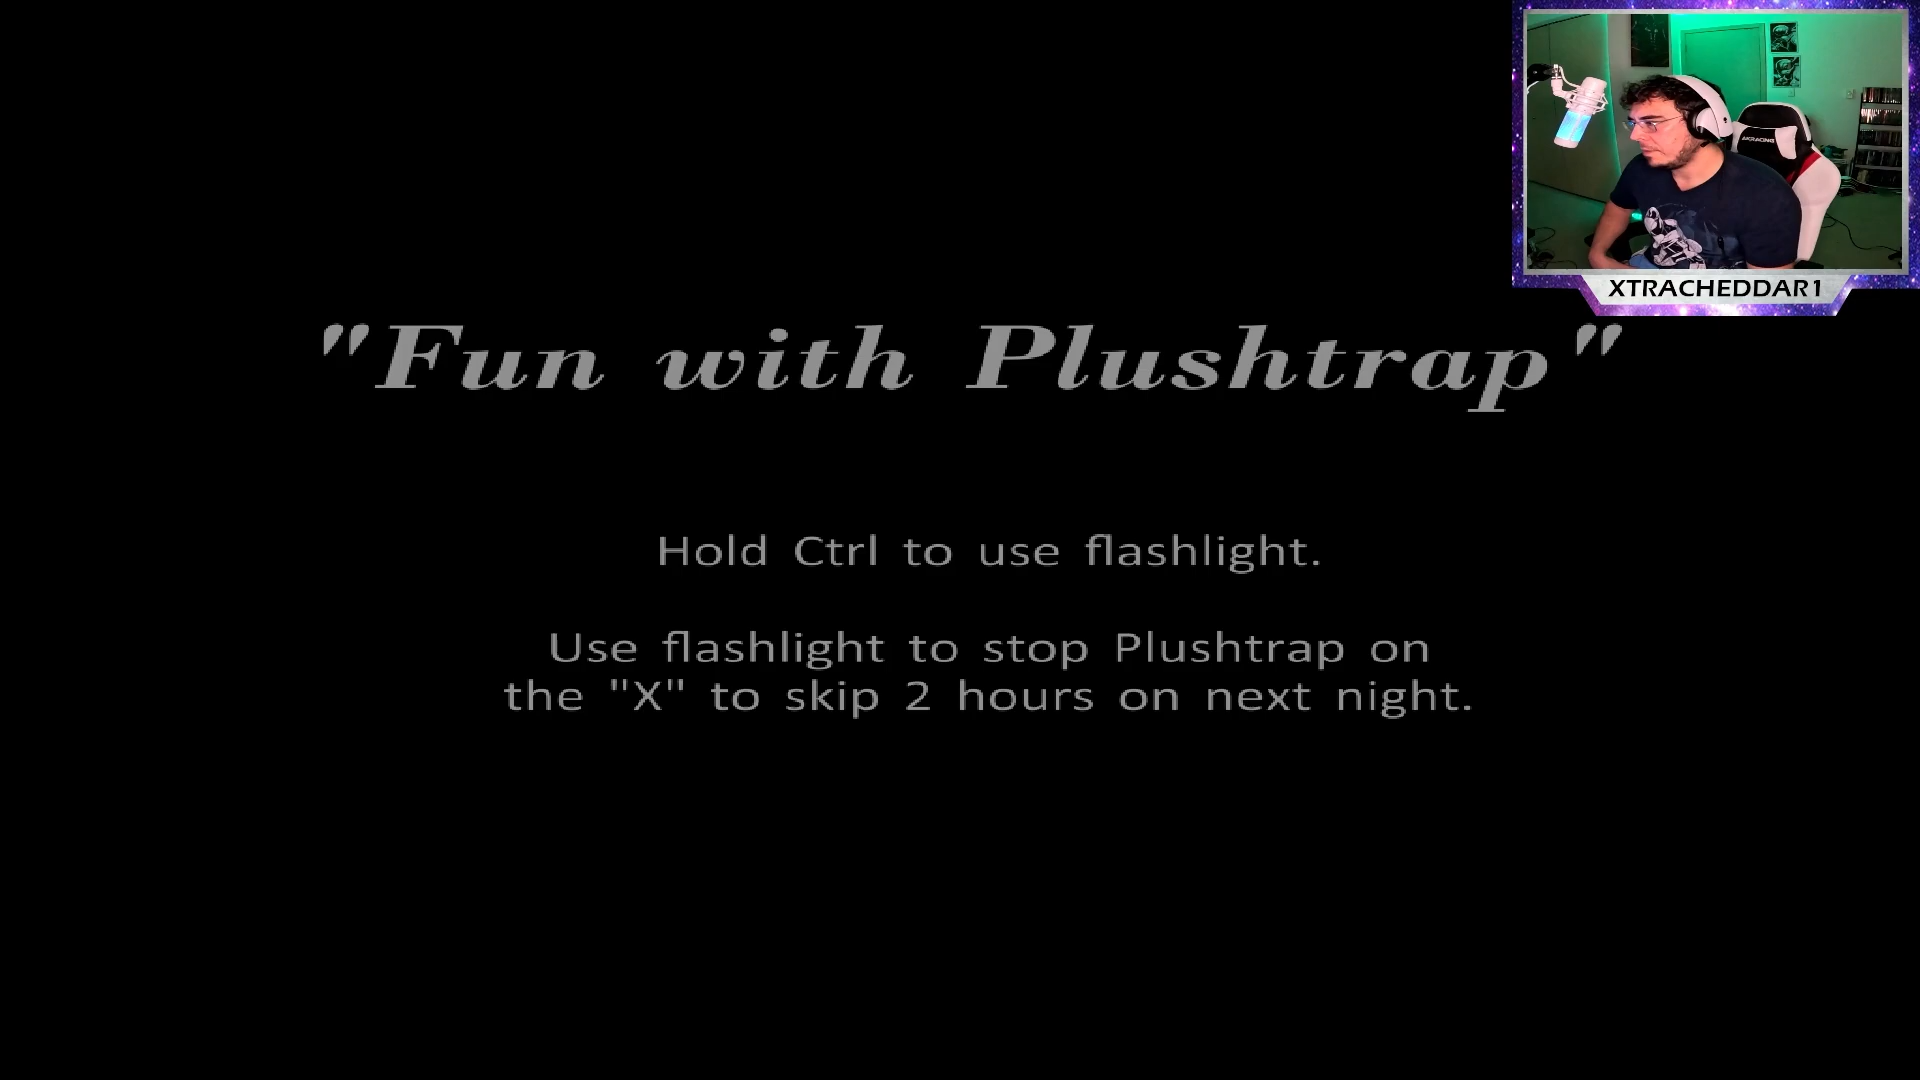 AKRACING
XTRACHEDDAR1
"Fun with Plushtrap"
Hold Ctrl to use flashlight.
Use flashlight to stop Plushtrap on
the "X" to skip 2 hours on next night.